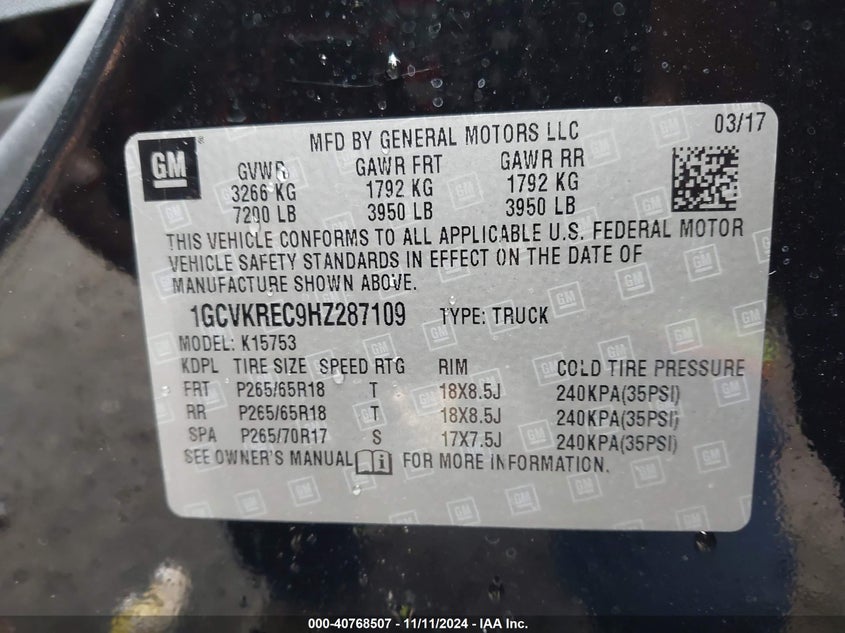 GM
MFD BY GENERAL MOTORS LLC 03/17
GVWR GAWR FRT GAWR RR
3266 KG 1792 KG 1792 KG
7200 LB 3950 LB 3950 LB
THIS VEHICLE CONFORMS TO ALL APPLICABLE U.S. FEDERAL MOTOR
VEHICLE SAFETY STANDARDS IN EFFECT ON THE DATE OF
MANUFACTURE SHOWN ABOVE.
1GCVKREC9HZ287109 TYPE: TRUCK
MODEL: K15753
KDPL TIRE SIZE SPEED RTG RIM COLD TIRE PRESSURE
FRT P265/65R18 T 18X8.5J 240KPA(35PSI)
RR P265/65R18 T 18X8.5J 240KPA(35PSI)
SPA P265/70R17 S 17X7.5J 240KPA(35PSI)
SEE OWNER'S MANUAL FOR MORE INFORMATION.
000-40768507 - 11/11/2024 - IAA Inc.